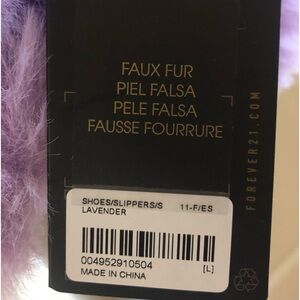 FAUX FUR
PIEL FALSA
PELE FALSA
FAUSSE FOURRURE
FOREVER21.COM
SHOES/SLIPPERS/S 11-F/ES
LAVENDER
004952910504
MADE IN CHINA [L]